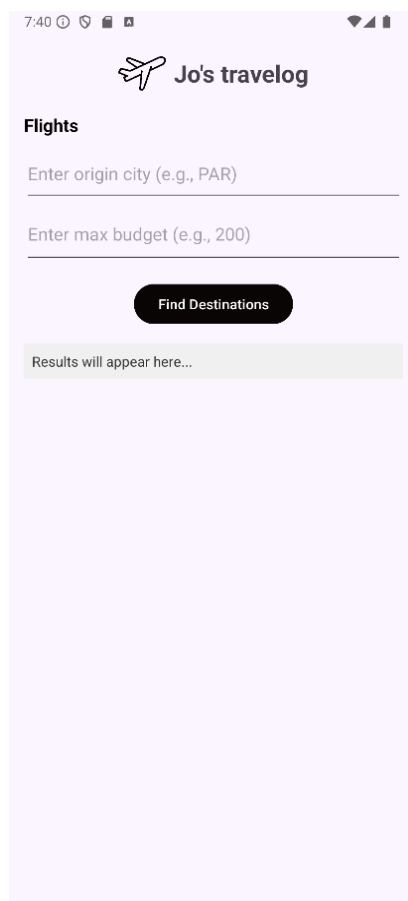 7:40
Jo's travelog
Flights
Enter origin city (e.g., PAR)
Enter max budget (e.g., 200)
Find Destinations
Results will appear here...